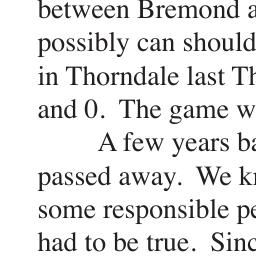 between Bremond a
possibly can should
in Thorndale last Th
and 0.  The game w
A few years ba
passed away.  We kn
some responsible pe
had to be true.  Sinc